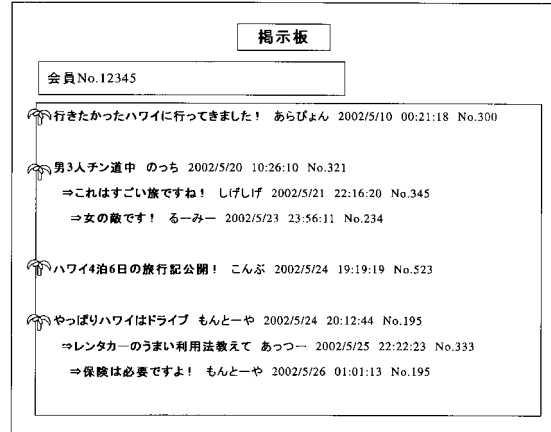 掲示板
会員No.12345
行きたかったハワイに行ってきました! あらぴょん 2002/5/10 00:21:18 No.300
男3人チン道中 のっち 2002/5/20 10:26:10 No.321
⇒これはすごい旅ですね! しげしげ 2002/5/21 22:16:20 No.345
⇒女の敵です! るーみー 2002/5/23 23:56:11 No.234
ハワイ4泊6日の旅行記公開! こんぶ 2002/5/24 19:19:19 No.523
やっぱりハワイはドライブ もんとーや 2002/5/24 20:12:44 No.195
⇒レンタカーのうまい利用法教えて あっつー 2002/5/25 22:22:23 No.333
⇒保険は必要ですよ! もんとーや 2002/5/26 01:01:13 No.195